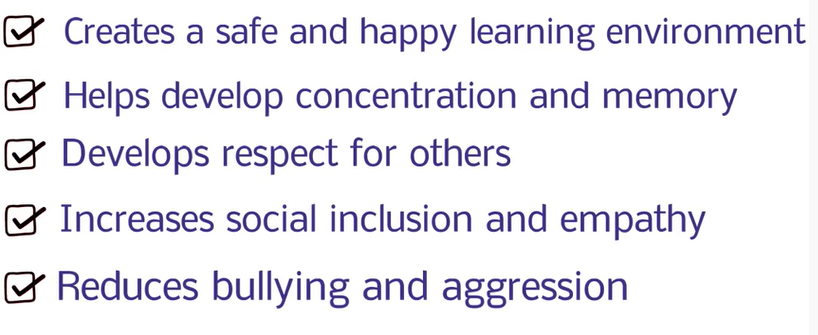 Creates a safe and happy learning environment
Helps develop concentration and memory
Develops respect for others
Increases social inclusion and empathy
Reduces bullying and aggression